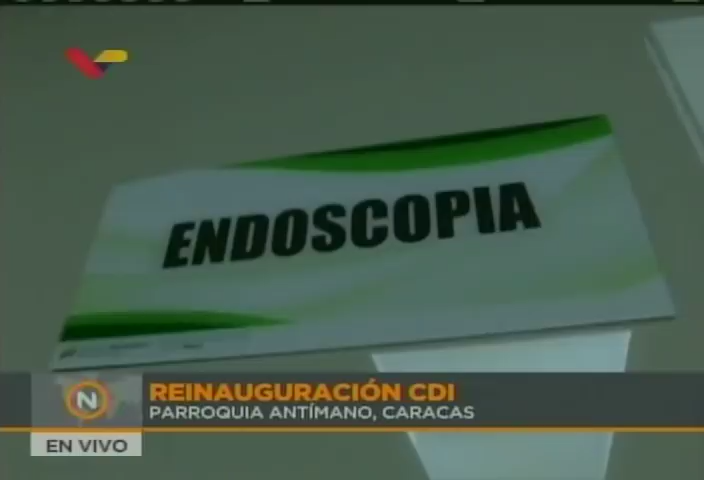 ENDOSCOPIA
N
REINAUGURACIÓN CDI
PARROQUIA ANTÍMANO, CARACAS
EN VIVO